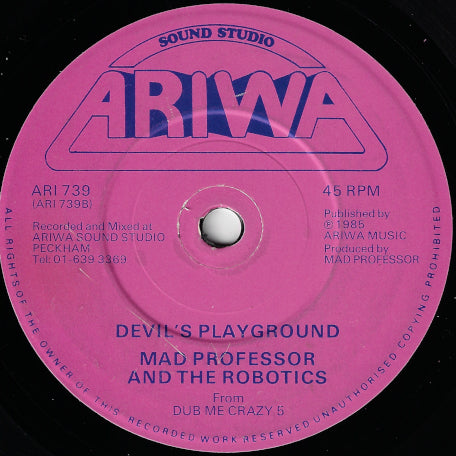 SOUND STUDIO
ARIWA
ARI 739
(ARI 739B)
45 RPM
Recorded and Mixed at
ARIWA SOUND STUDIO
PECKHAM
Tel: 01-639 3369
Published by
℗ 1985
ARIWA MUSIC
Produced by
MAD PROFESSOR
DEVIL'S PLAYGROUND
MAD PROFESSOR
AND THE ROBOTICS
From
DUB ME CRAZY 5
ALL RIGHTS OF THE OWNER OF THIS RECORDED WORK RESERVED UNAUTHORISED COPYING PROHIBITED